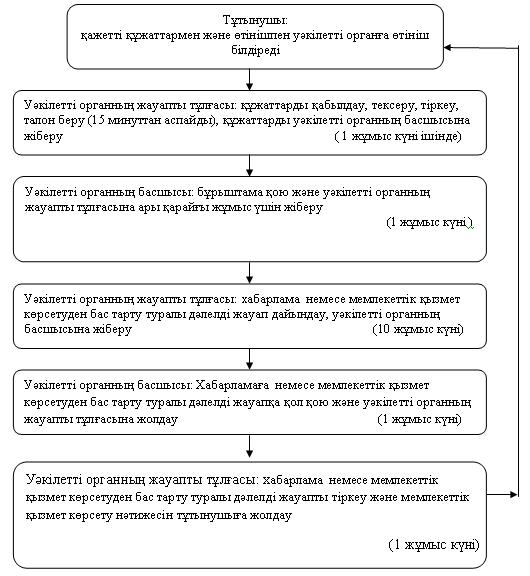 Тұтынушы:
қажетті құжаттармен және өтінішпен уәкілетті органға өтініш
білдіреді
Уәкілетті органның жауапты тұлғасы: құжаттарды қабылдау, тексеру, тіркеу,
талон беру (15 минуттан аспайды), құжаттарды уәкілетті органның басшысына
жіберу ( 1 жұмыс күні ішінде)
Уәкілетті органның басшысы: бұрыштама қою және уәкілетті органның
жауапты тұлғасына ары қарайғы жұмыс үшін жіберу
(1 жұмыс күні)
Уәкілетті органның жауапты тұлғасы: хабарлама немесе мемлекеттік қызмет
көрсетуден бас тарту туралы дәлелді жауап дайындау, уәкілетті органның
басшысына жіберу (10 жұмыс күні)
Уәкілетті органның басшысы: Хабарламаға немесе мемлекеттік қызмет
көрсетуден бас тарту туралы дәлелді жауапқа қол қою және уәкілетті органның
жауапты тұлғасына жолдау (1 жұмыс күні)
Уәкілетті органның жауапты тұлғасы: хабарлама немесе мемлекеттік
қызмет көрсетуден бас тарту туралы дәлелді жауапты тіркеу және мемлекеттік
қызмет көрсету нәтижесін тұтынушыға жолдау
(1 жұмыс күні)